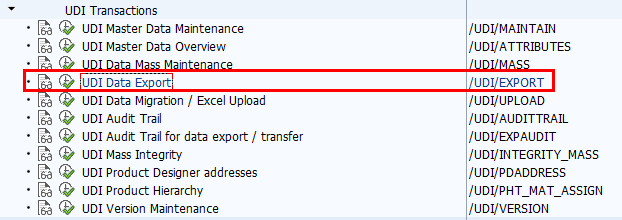 UDI Transactions
UDI Master Data Maintenance /UDI/MAINTAIN
UDI Master Data Overview /UDI/ATTRIBUTES
UDI Data Mass Maintenance /UDI/MASS
UDI Data Export /UDI/EXPORT
UDI Data Migration / Excel Upload /UDI/UPLOAD
UDI Audit Trail /UDI/AUDITTRAIL
UDI Audit Trail for data export / transfer /UDI/EXPAUDIT
UDI Mass Integrity /UDI/INTEGRITY_MASS
UDI Product Designer addresses /UDI/PDADDRESS
UDI Product Hierarchy /UDI/PHT_MAT_ASSIGN
UDI Version Maintenance /UDI/VERSION